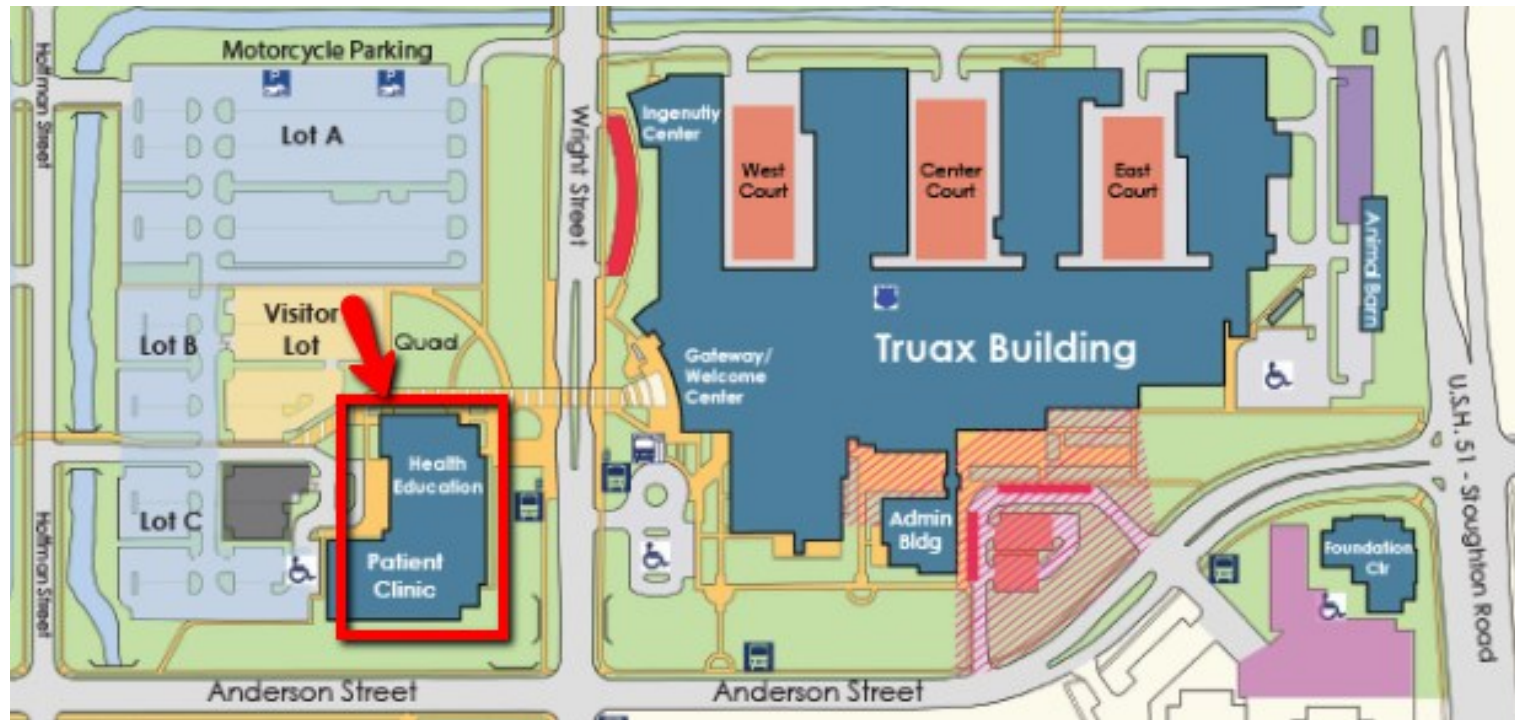 Hoffman Street
Motorcycle Parking
P
P
Lot A
Wright Street
Ingenutiy
Center
West
Court
Center
Court
East
Court
Animal Barn
Visitor
Lot
Quad
Lot B
Gateway/
Welcome
Center
Truax Building
U.S.H. 51 - Stoughton Road
Health
Education
Lot C
Patient
Clinic
Admin
Bldg
Foundation
Ctr
Hoffman Street
Anderson Street
Anderson Street